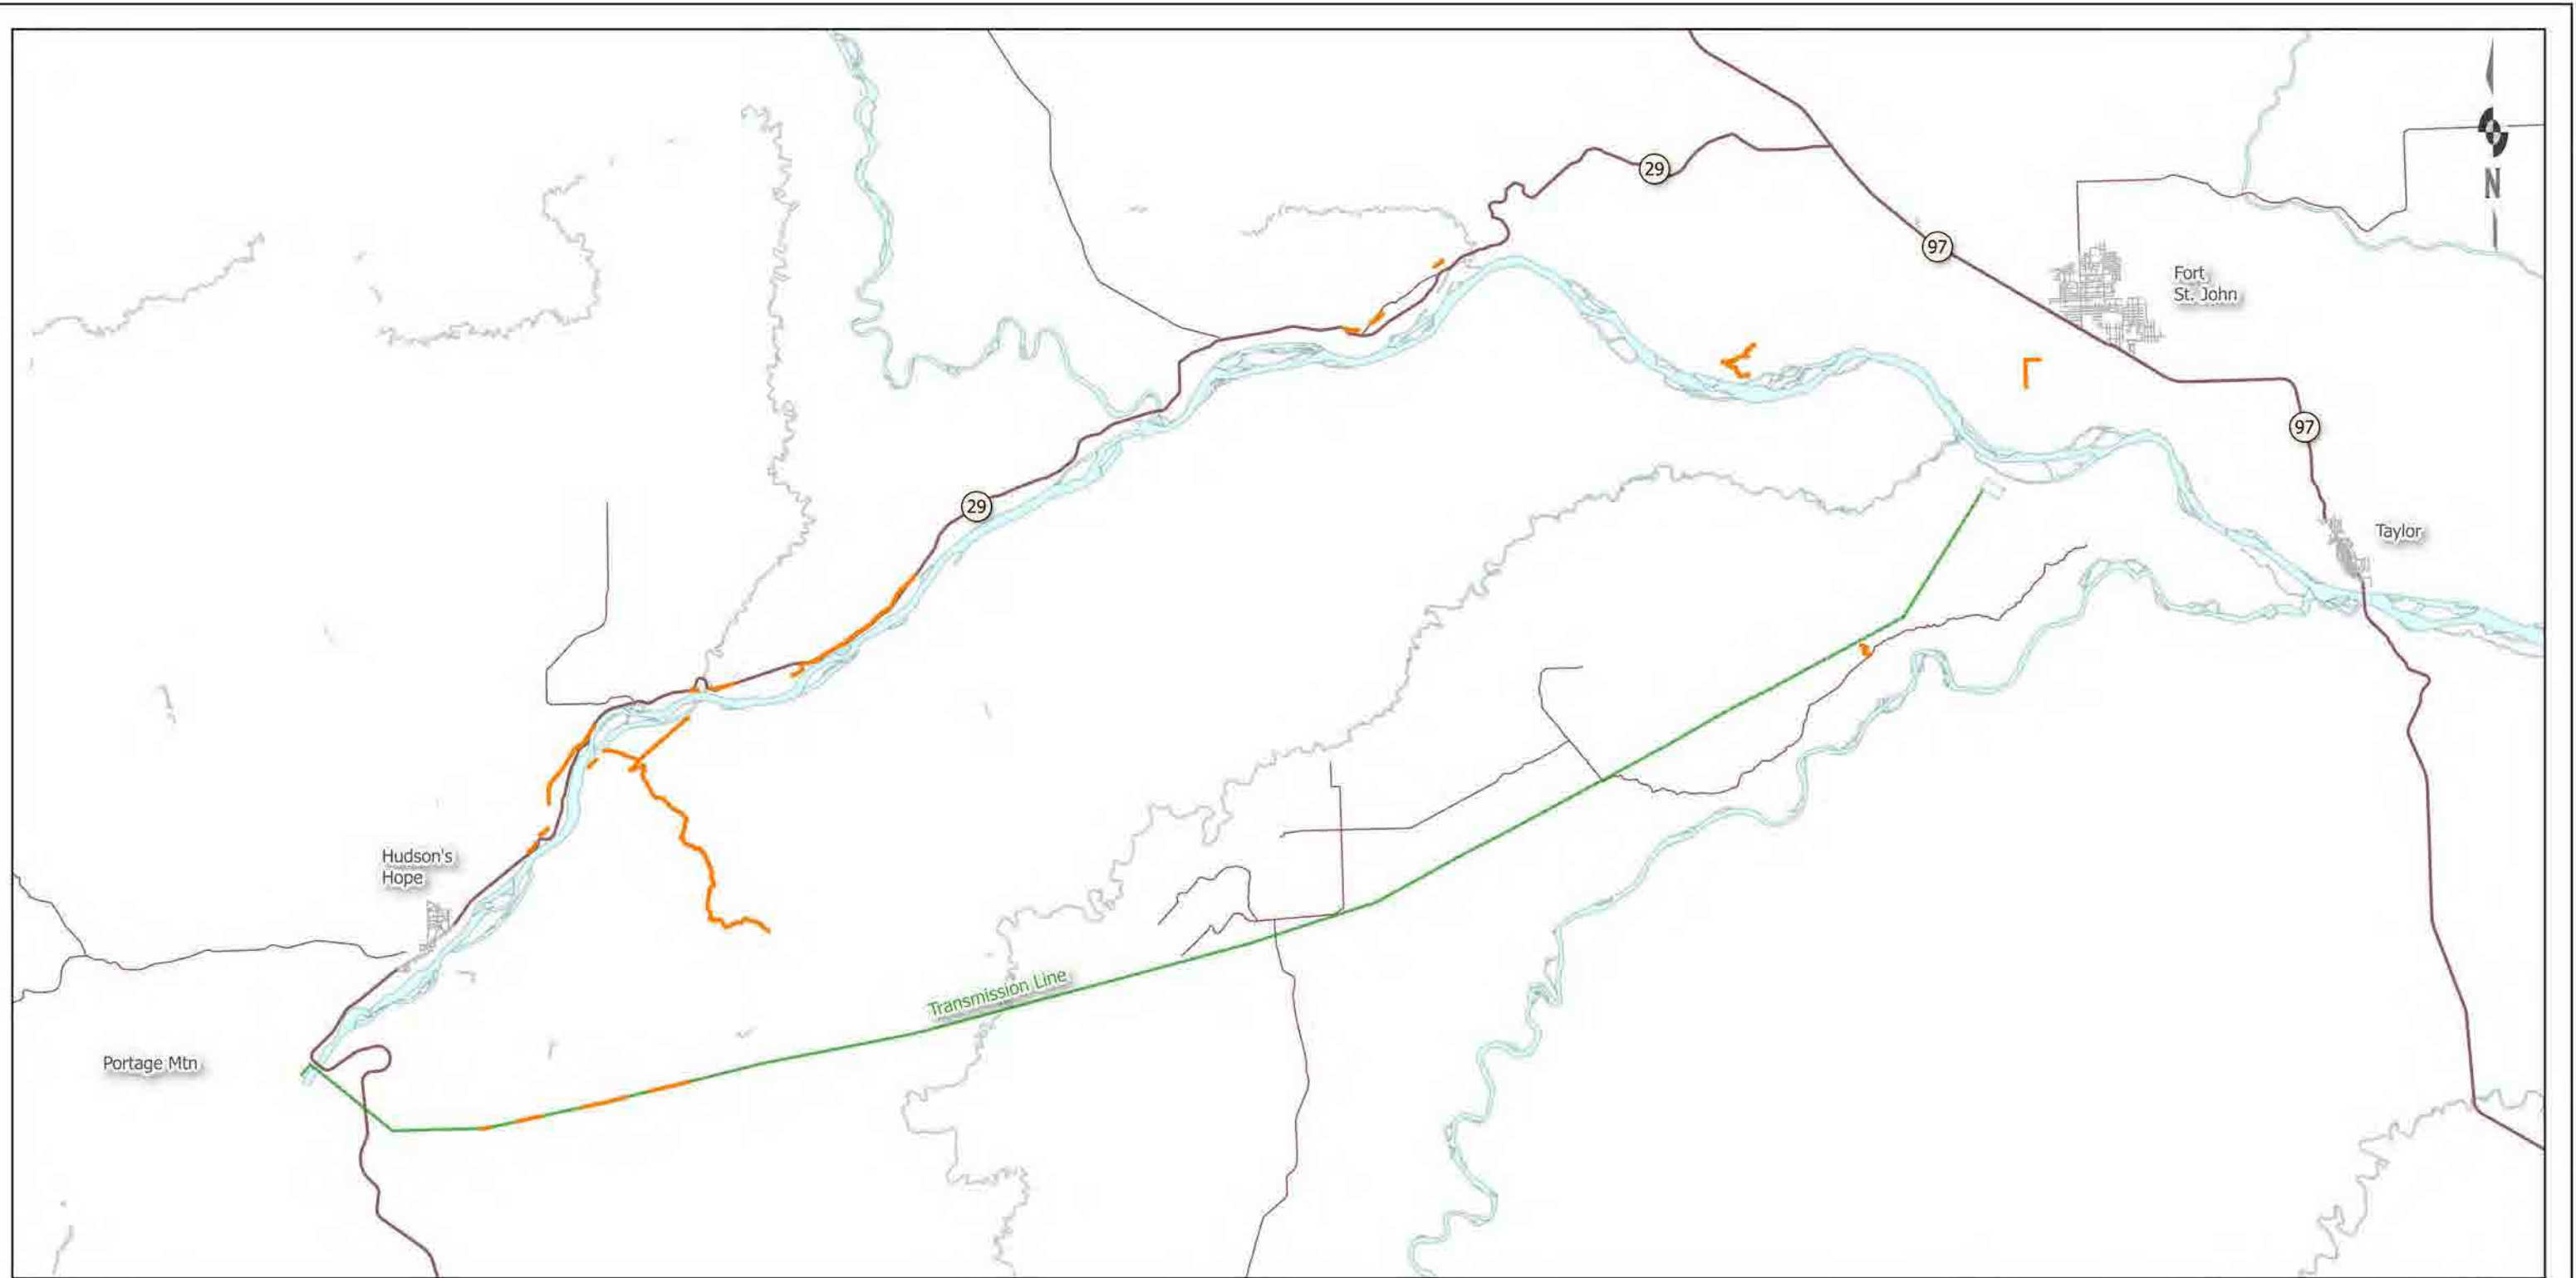 29
97
N
Fort
St. John
97
29
Taylor
Hudson's
Hope
Transmission Line
Portage Mtn